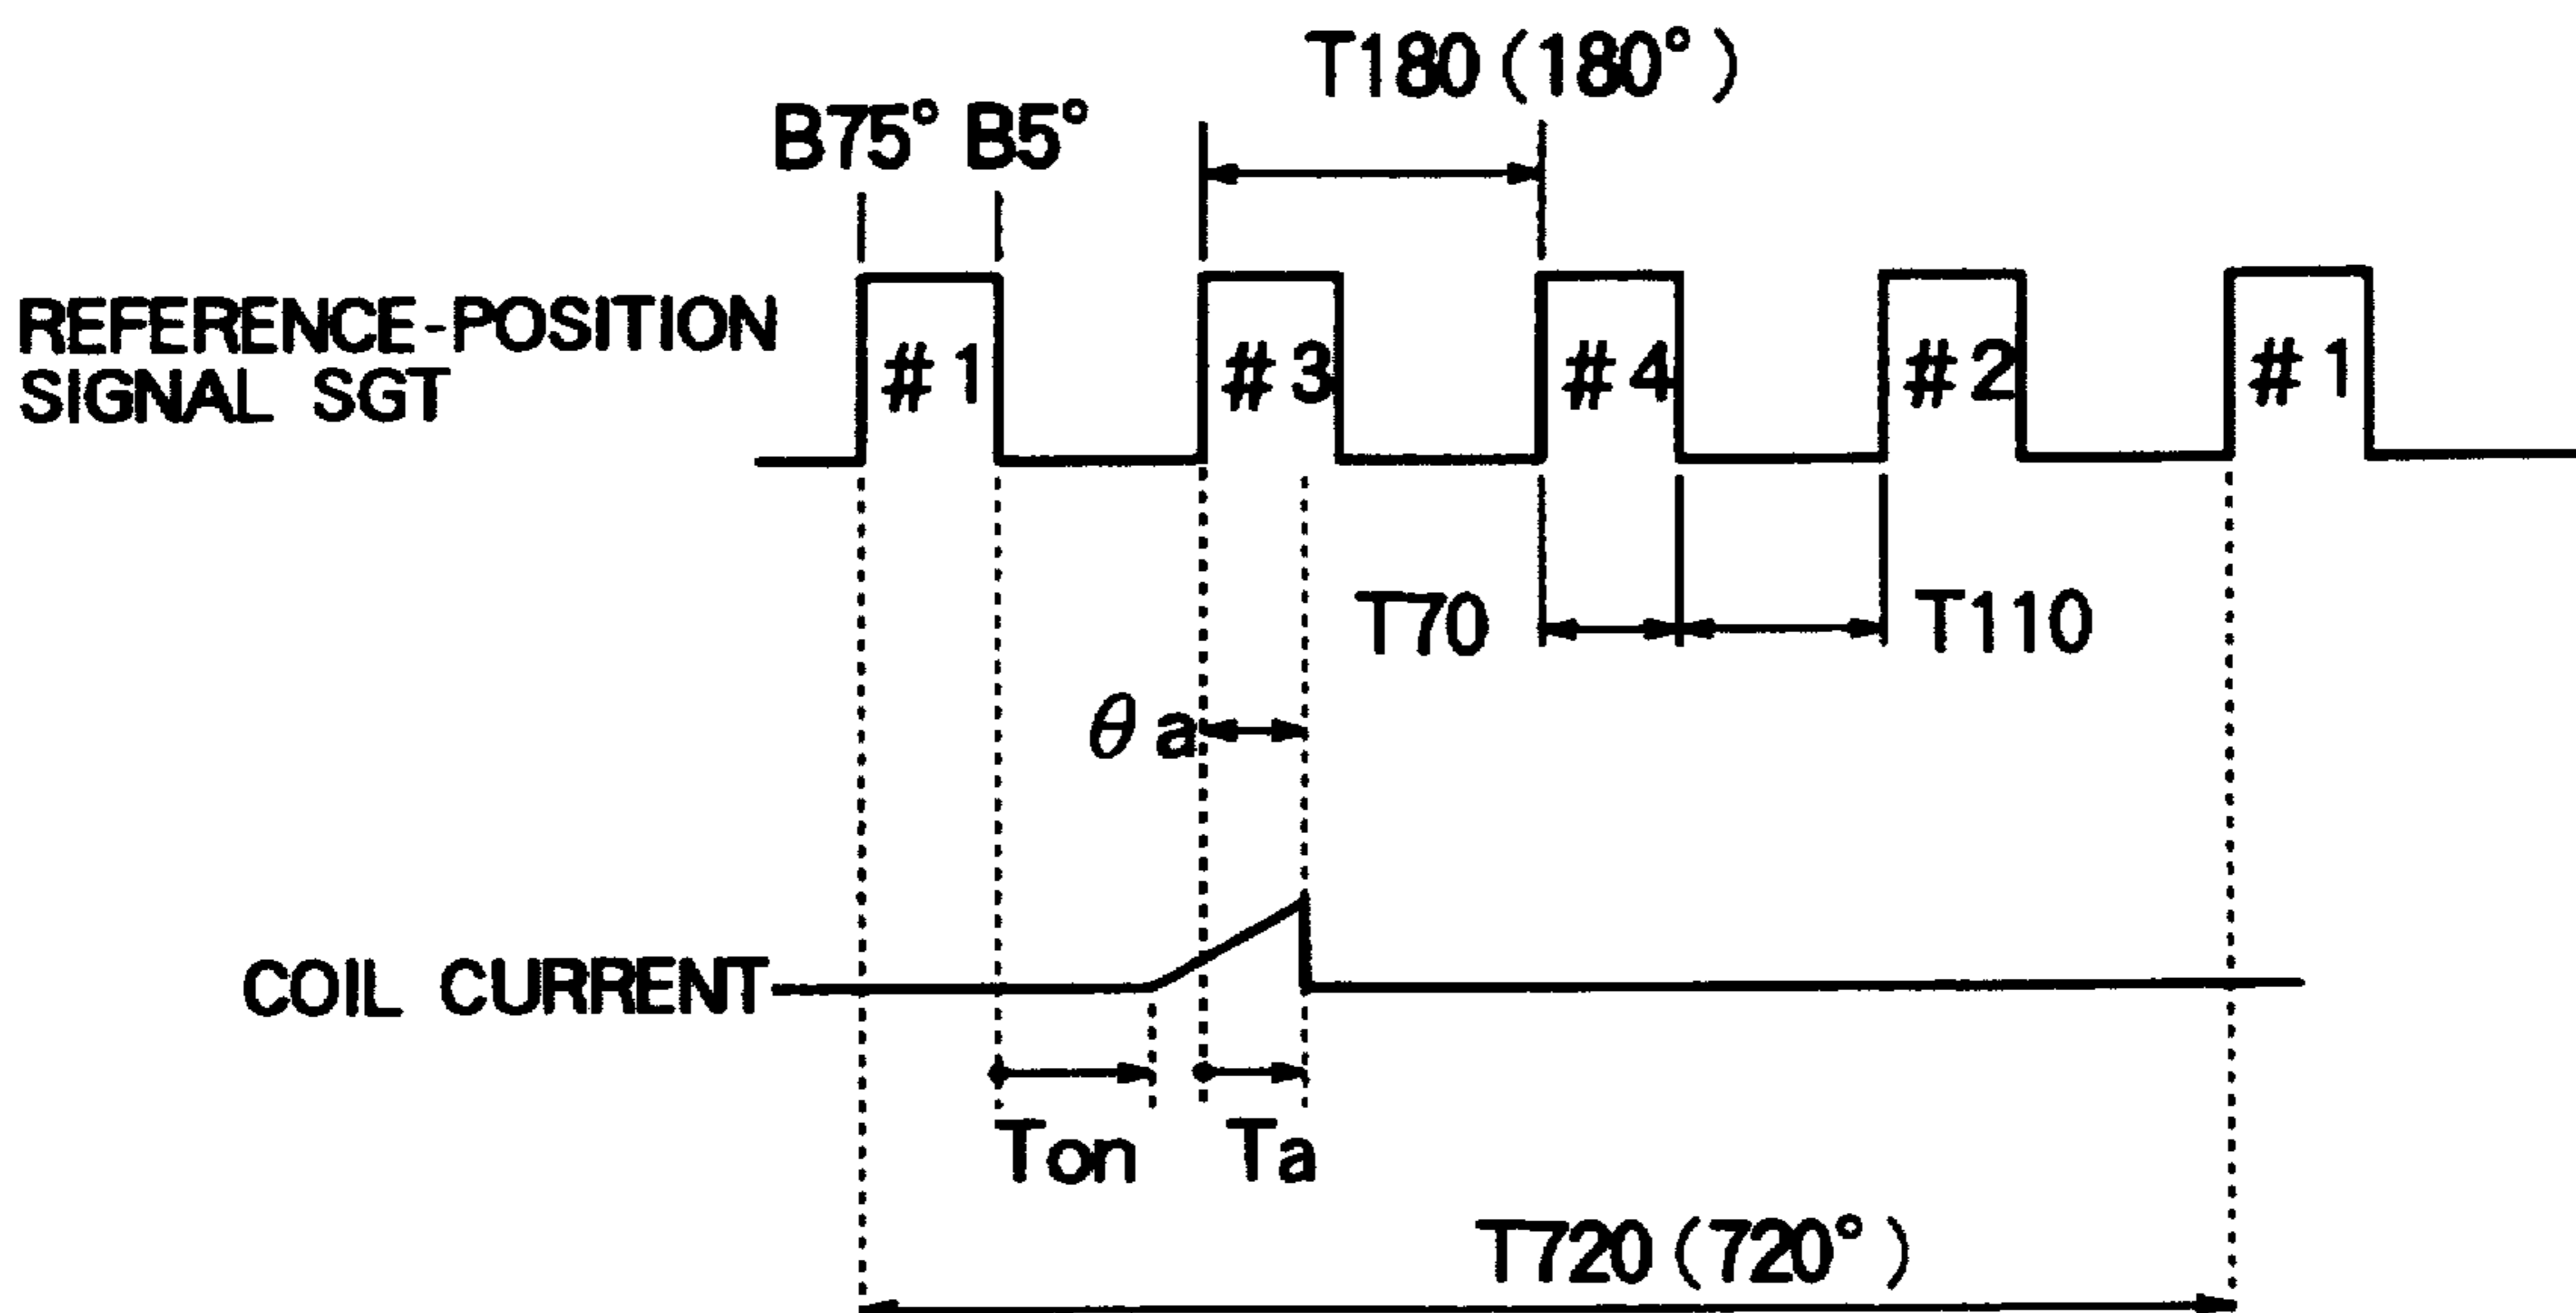 T180 (180°)
B75° B5°
REFERENCE-POSITION
SIGNAL SGT
#1
#3
#4
#2
#1
T70
T110
θa
COIL CURRENT
Ton
Ta
T720 (720°)